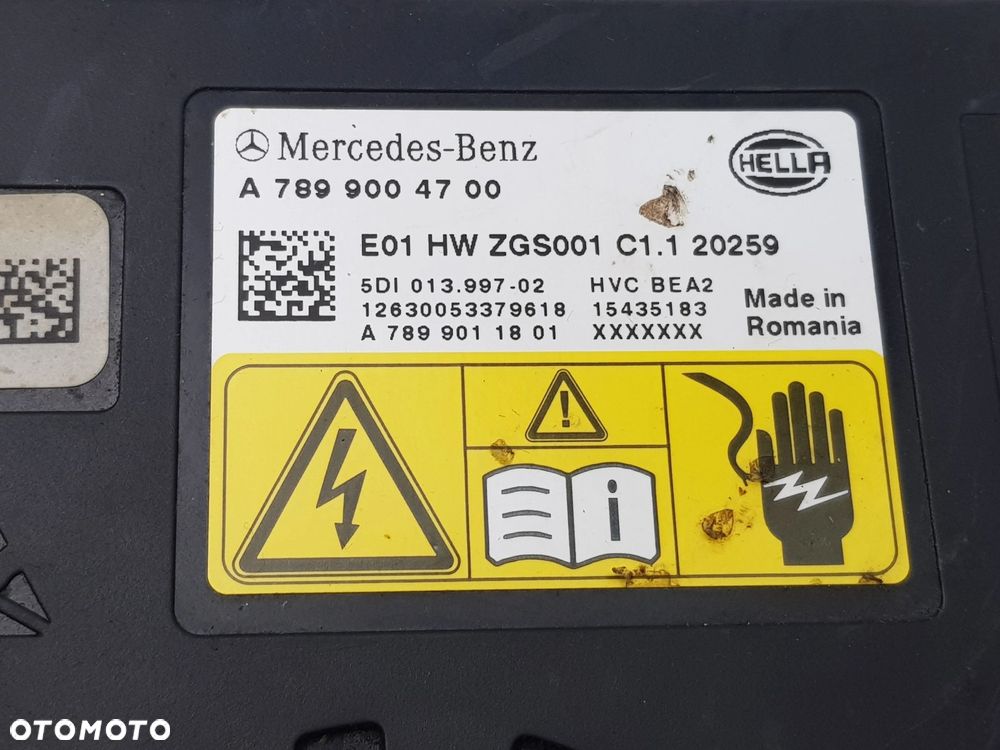 Mercedes-Benz
HELLA
A 789 900 47 00
E01 HW ZGS001 C1.1 20259
5DI 013.997-02 HVC BEA2
12630053379618 15435183
A 789 901 18 01 XXXXXXX
Made in
Romania
i
OTOMOTO